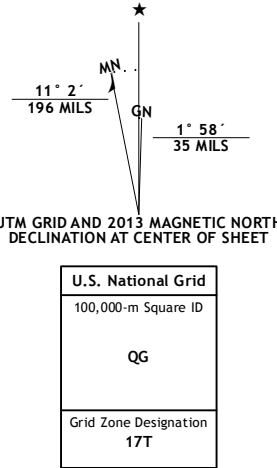 ★
MN
GN
11° 2´
196 MILS
1° 58´
35 MILS
UTM GRID AND 2013 MAGNETIC NORTH
DECLINATION AT CENTER OF SHEET
U.S. National Grid
100,000-m Square ID
QG
Grid Zone Designation
17T